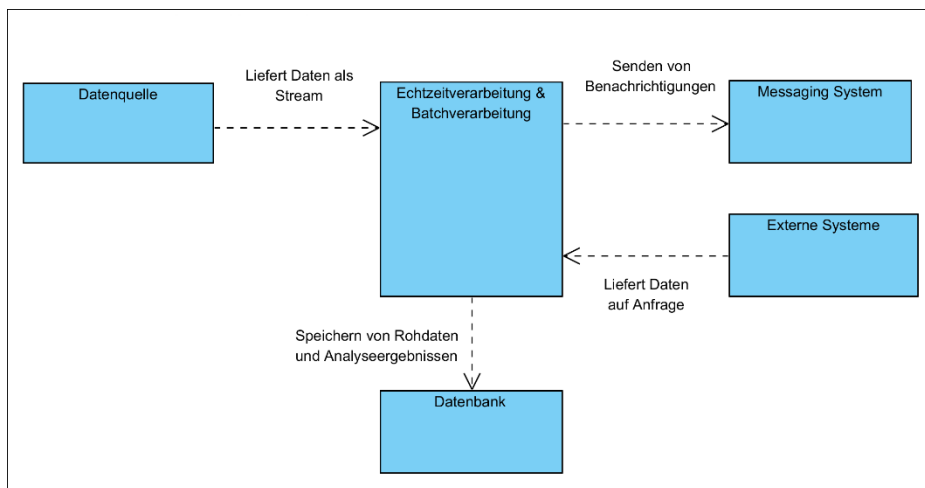 Datenquelle
Liefert Daten als
Stream
Echtzeitverarbeitung &
Batchverarbeitung
Senden von
Benachrichtigungen
Messaging System
Externe Systeme
Liefert Daten
auf Anfrage
Speichern von Rohdaten
und Analyseergebnissen
Datenbank